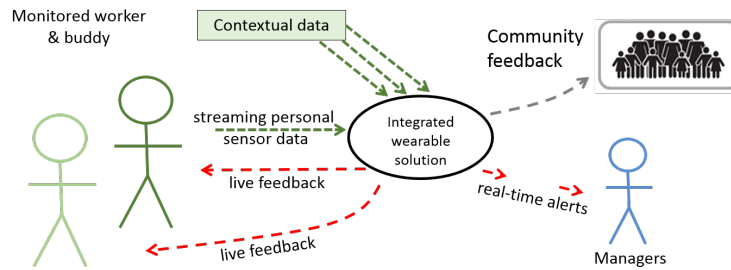 Monitored worker
& buddy
Contextual data
Community
feedback
streaming personal
sensor data
Integrated
wearable
solution
live feedback
live feedback
real-time alerts
Managers